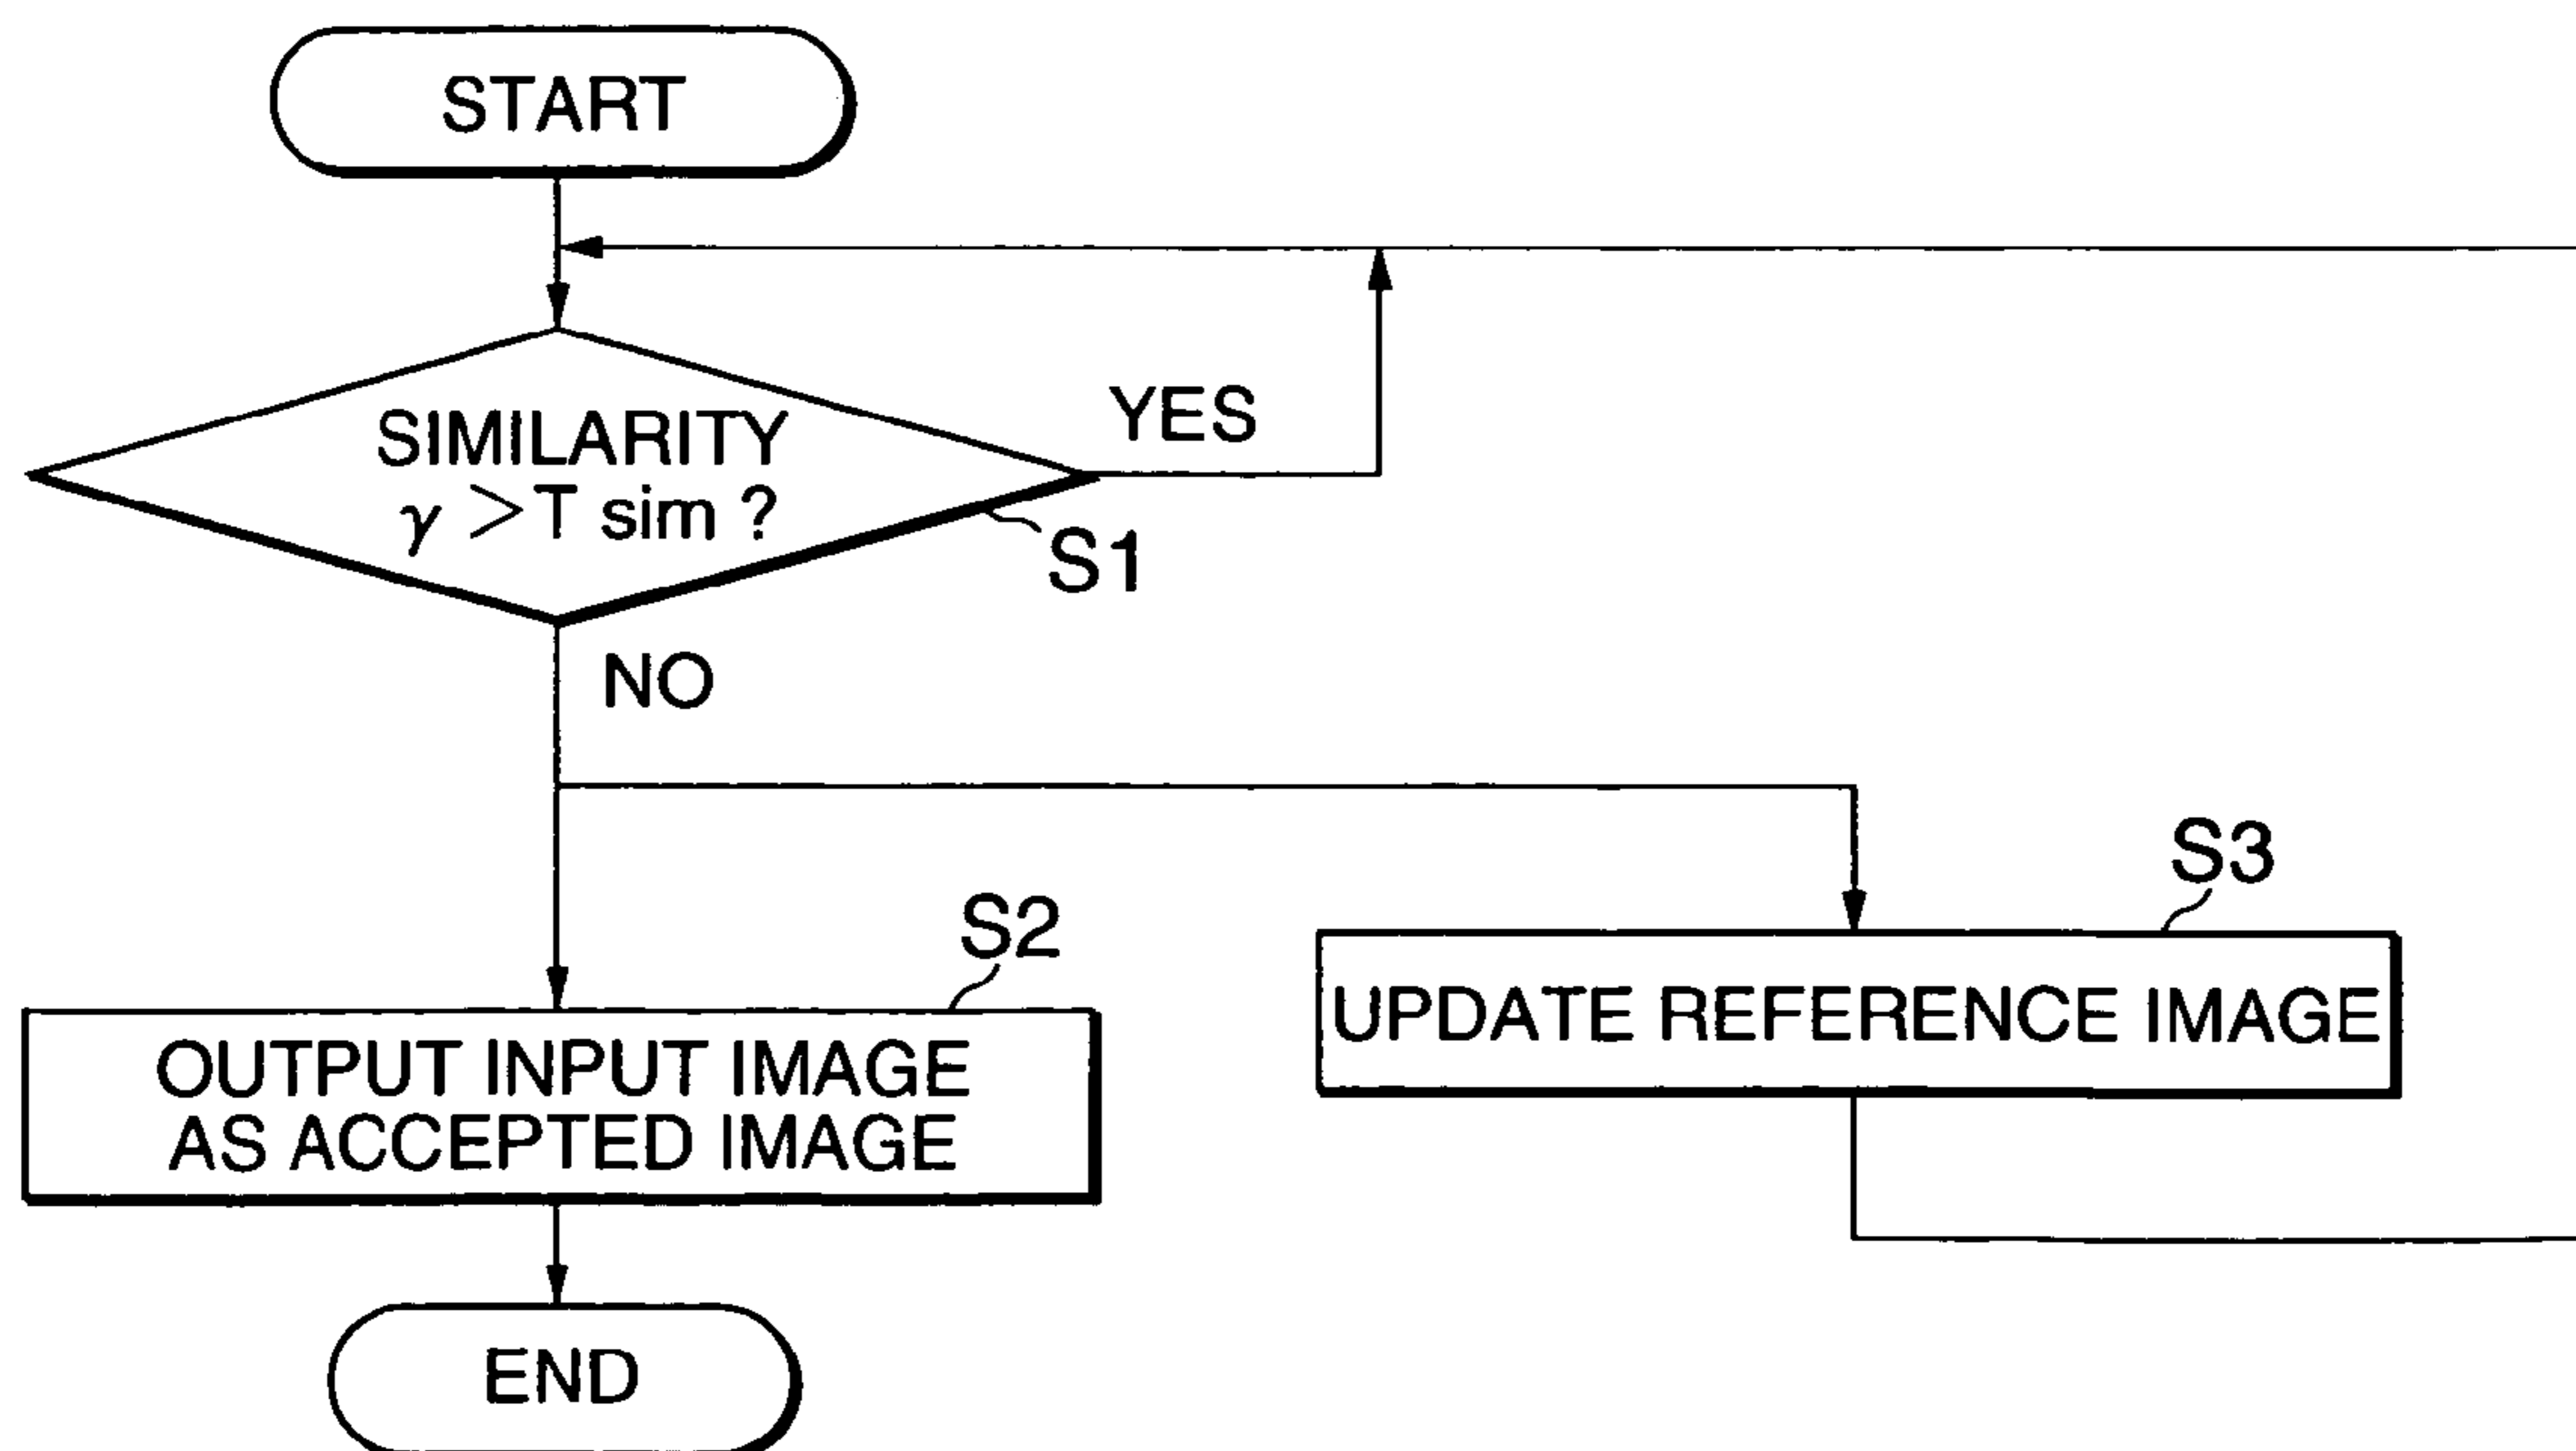 START
SIMILARITY
γ > T sim ?
YES
S1
NO
S3
S2
UPDATE REFERENCE IMAGE
OUTPUT INPUT IMAGE
AS ACCEPTED IMAGE
END